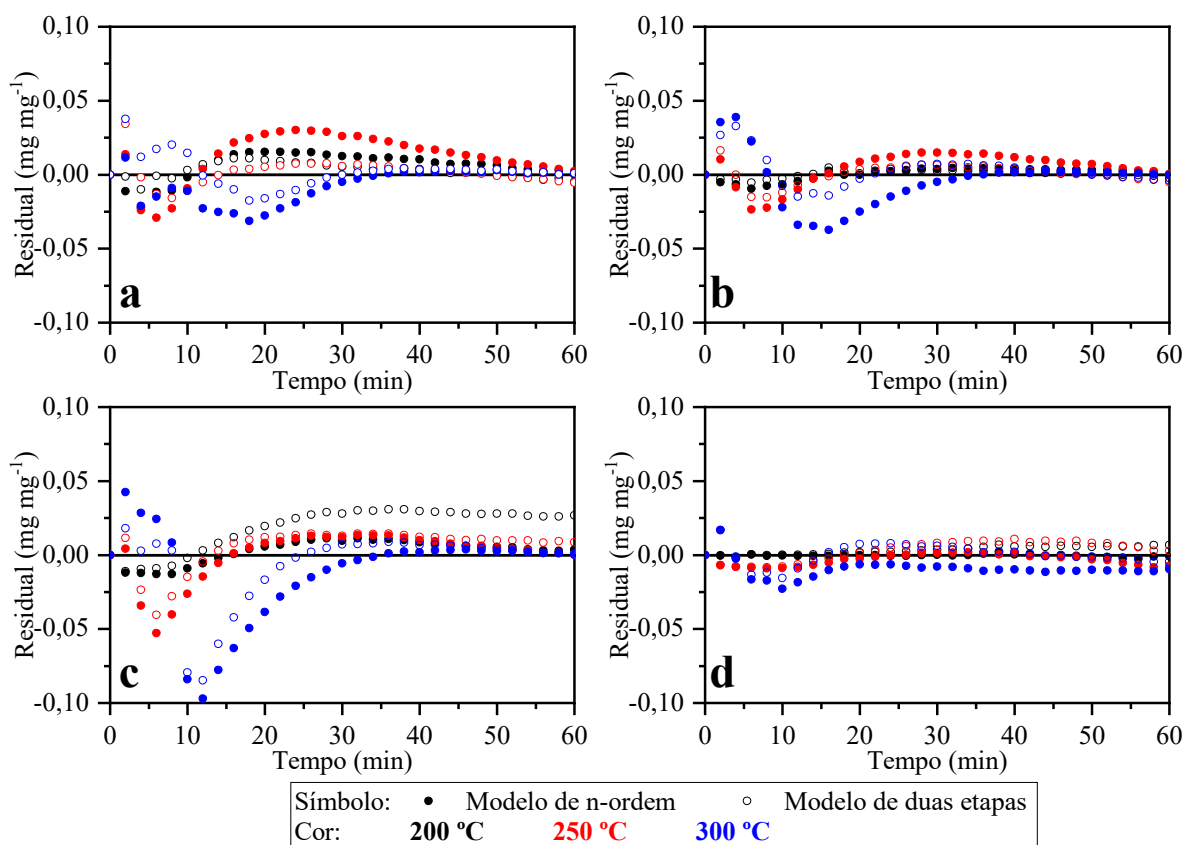 0,10
0,05
0,00
-0,05
-0,10
Residual (mg mg⁻¹)
a
0 10 20 30 40 50 60
Tempo (min)
0,10
0,05
0,00
-0,05
-0,10
Residual (mg mg⁻¹)
b
0 10 20 30 40 50 60
Tempo (min)
0,10
0,05
0,00
-0,05
-0,10
Residual (mg mg⁻¹)
c
0 10 20 30 40 50 60
Tempo (min)
0,10
0,05
0,00
-0,05
-0,10
Residual (mg mg⁻¹)
d
0 10 20 30 40 50 60
Tempo (min)
Símbolo: ● Modelo de n-ordem ○ Modelo de duas etapas
Cor: 200 ºC 250 ºC 300 ºC